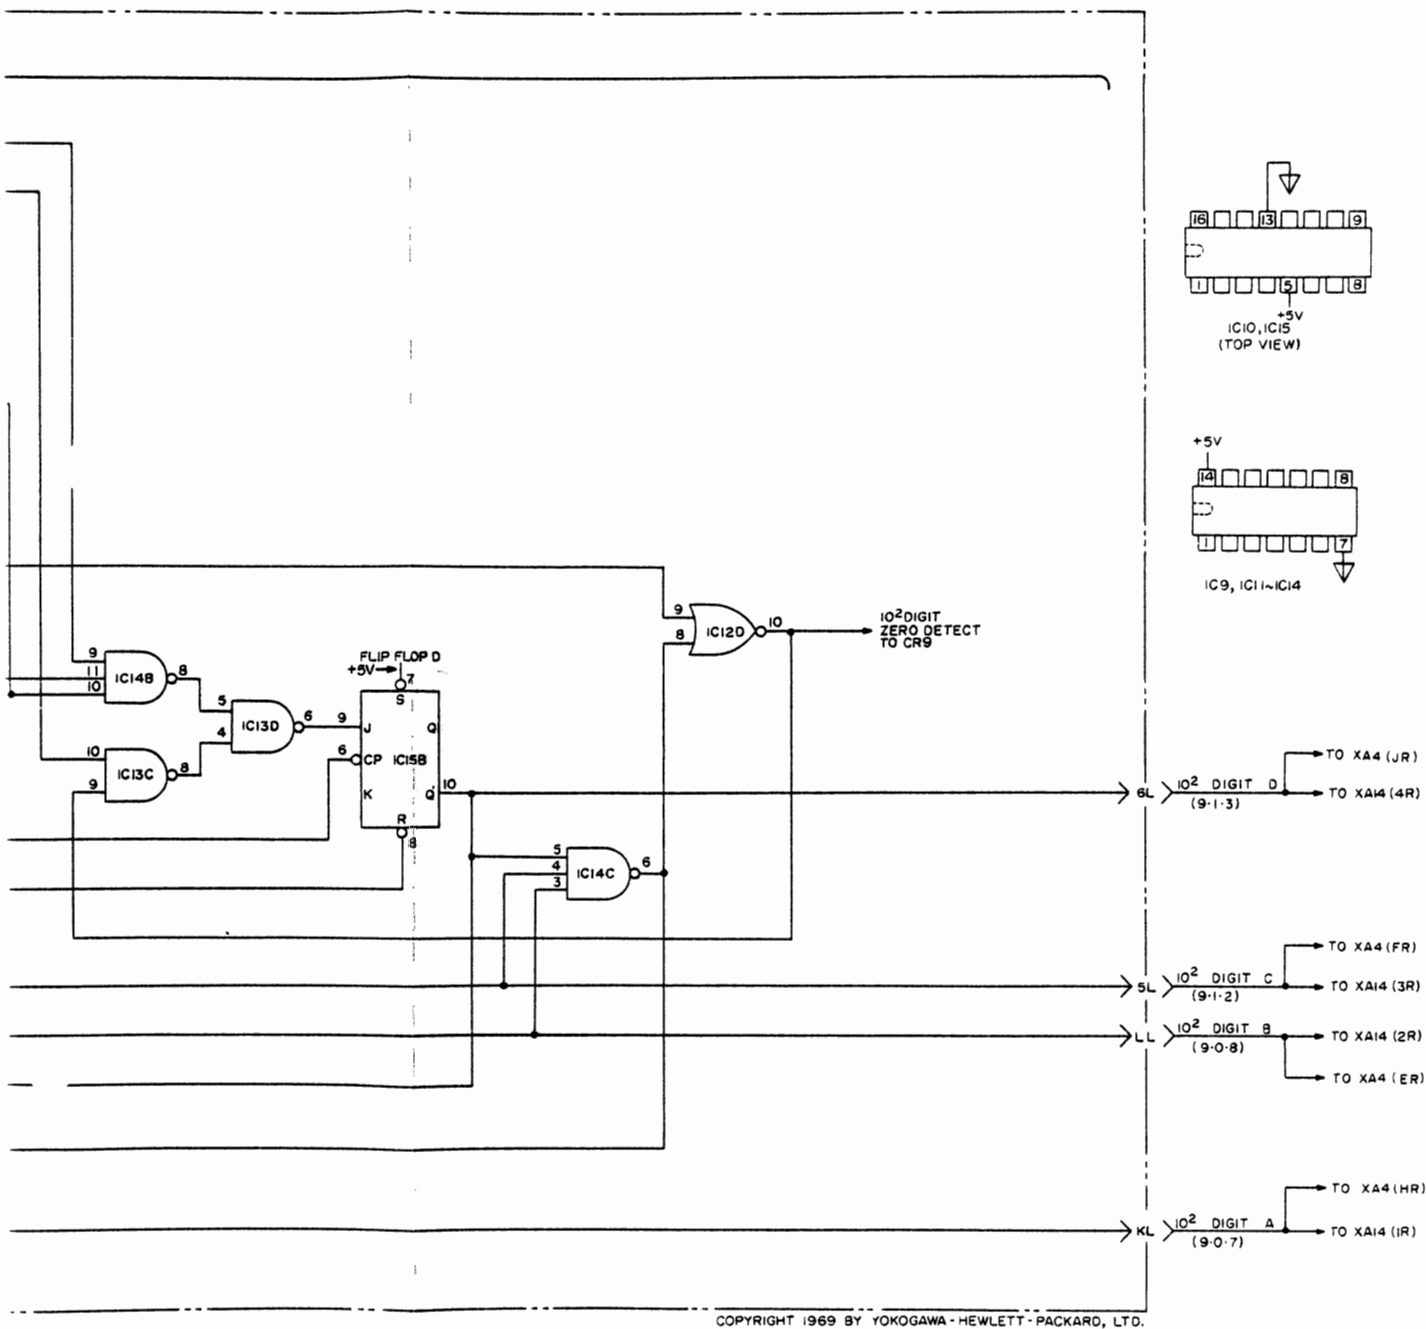 16 13 9
1 5 8
+5V
IC10, IC15
(TOP VIEW)
+5V
14 8
1 7
IC9, IC11~IC14
9
8
IC12D
10
10² DIGIT
ZERO DETECT
TO CR9
9
11
10
IC14B
8
FLIP FLOP D
+5V
7
S
5
4
IC13D
6
9
J
Q
6
CP
IC15B
K
Q
10
R
8
10
9
IC13C
8
5
4
3
IC14C
6
6L
10² DIGIT D
(9-1-3)
TO XA4 (JR)
TO XA14 (4R)
5L
10² DIGIT C
(9-1-2)
TO XA4 (FR)
TO XA14 (3R)
LL
10² DIGIT B
(9-0-8)
TO XA14 (2R)
TO XA4 (ER)
KL
10² DIGIT A
(9-0-7)
TO XA4 (HR)
TO XA14 (1R)
COPYRIGHT 1969 BY YOKOGAWA-HEWLETT-PACKARD, LTD.